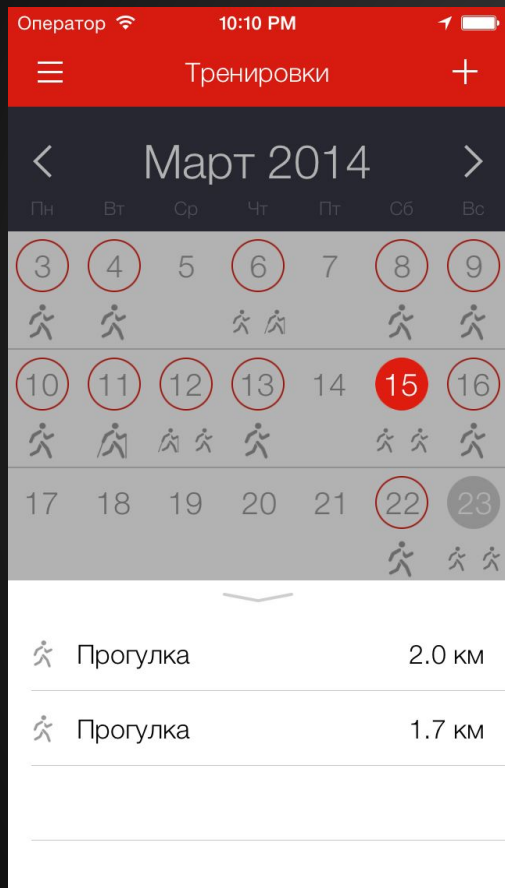 Оператор 10:10 PM
Тренировки
Март 2014
Пн Вт Ср Чт Пт Сб Вс
3 4 5 6 7 8 9
10 11 12 13 14 15 16
17 18 19 20 21 22 23
Прогулка 2.0 км
Прогулка 1.7 км